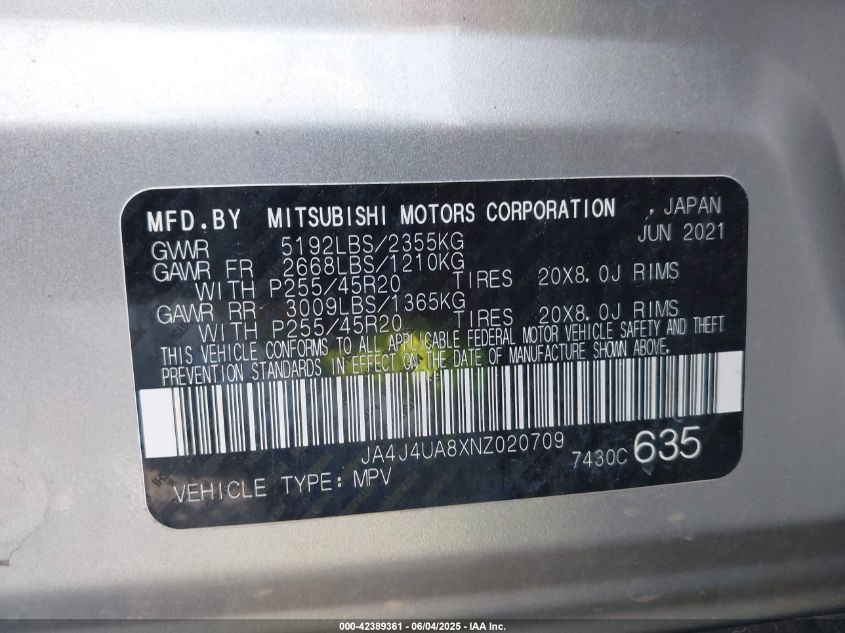 MFD.BY MITSUBISHI MOTORS CORPORATION , JAPAN
GVWR 5192LBS/2355KG JUN 2021
GAWR FR 2668LBS/1210KG
WITH P255/45R20 TIRES 20X8.0J RIMS
GAWR RR 3009LBS/1365KG
WITH P255/45R20 TIRES 20X8.0J RIMS
THIS VEHICLE CONFORMS TO ALL APPLICABLE FEDERAL MOTOR VEHICLE SAFETY AND THEFT
PREVENTION STANDARDS IN EFFECT ON THE DATE OF MANUFACTURE SHOWN ABOVE.
JA4J4UA8XNZ020709
7430C 635
VEHICLE TYPE: MPV
000-42389361 - 06/04/2025 - IAA Inc.